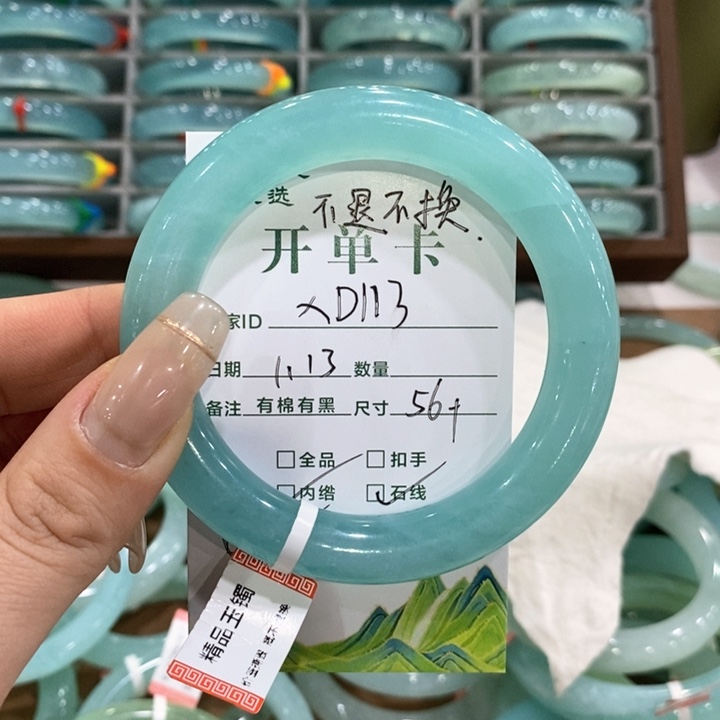 选 不退不换.
开单卡
家ID XD113
日期 1.13 数量
备注 有棉有黑 尺寸 56+
全品 扣手
内绺 石线
精品玉镯